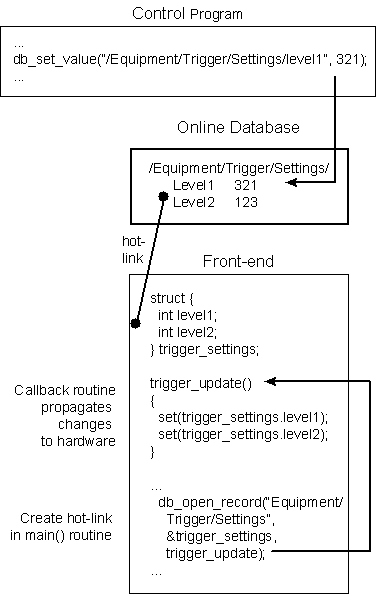 Control Program
...
db_set_value("/Equipment/Trigger/Settings/level1", 321);
...
Online Database
/Equipment/Trigger/Settings/
Level1 321
Level2 123
hot-
link
Front-end
struct {
int level1;
int level2;
} trigger_settings;
trigger_update()
{
set(trigger_settings.level1);
set(trigger_settings.level2);
}
Callback routine
propagates
changes
to hardware
...
db_open_record("Equipment/
Trigger/Settings",
&trigger_settings,
trigger_update);
...
Create hot-link
in main() routine